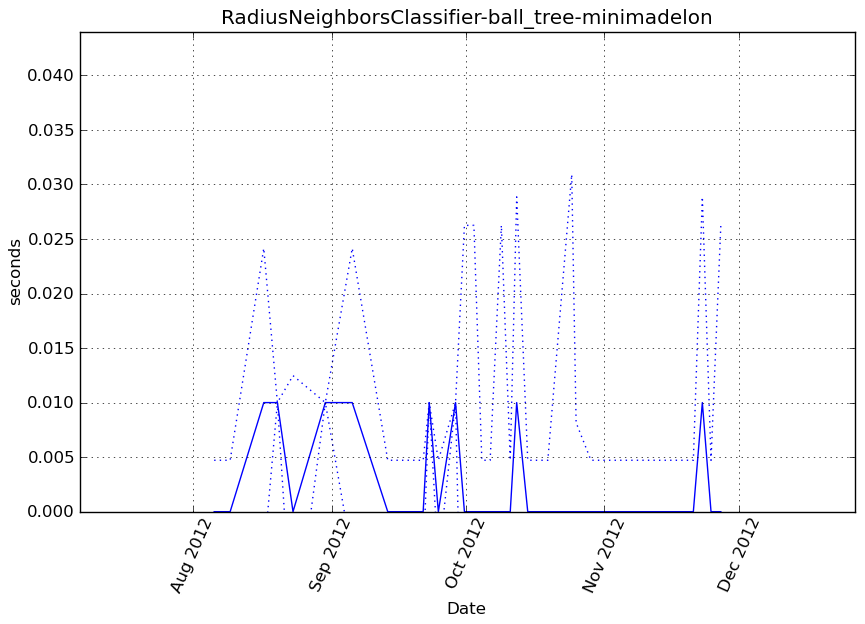 RadiusNeighborsClassifier-ball_tree-minimadelon
0.040
0.035
0.030
0.025
0.020
0.015
0.010
0.005
0.000
seconds
Aug 2012
Sep 2012
Oct 2012
Nov 2012
Dec 2012
Date